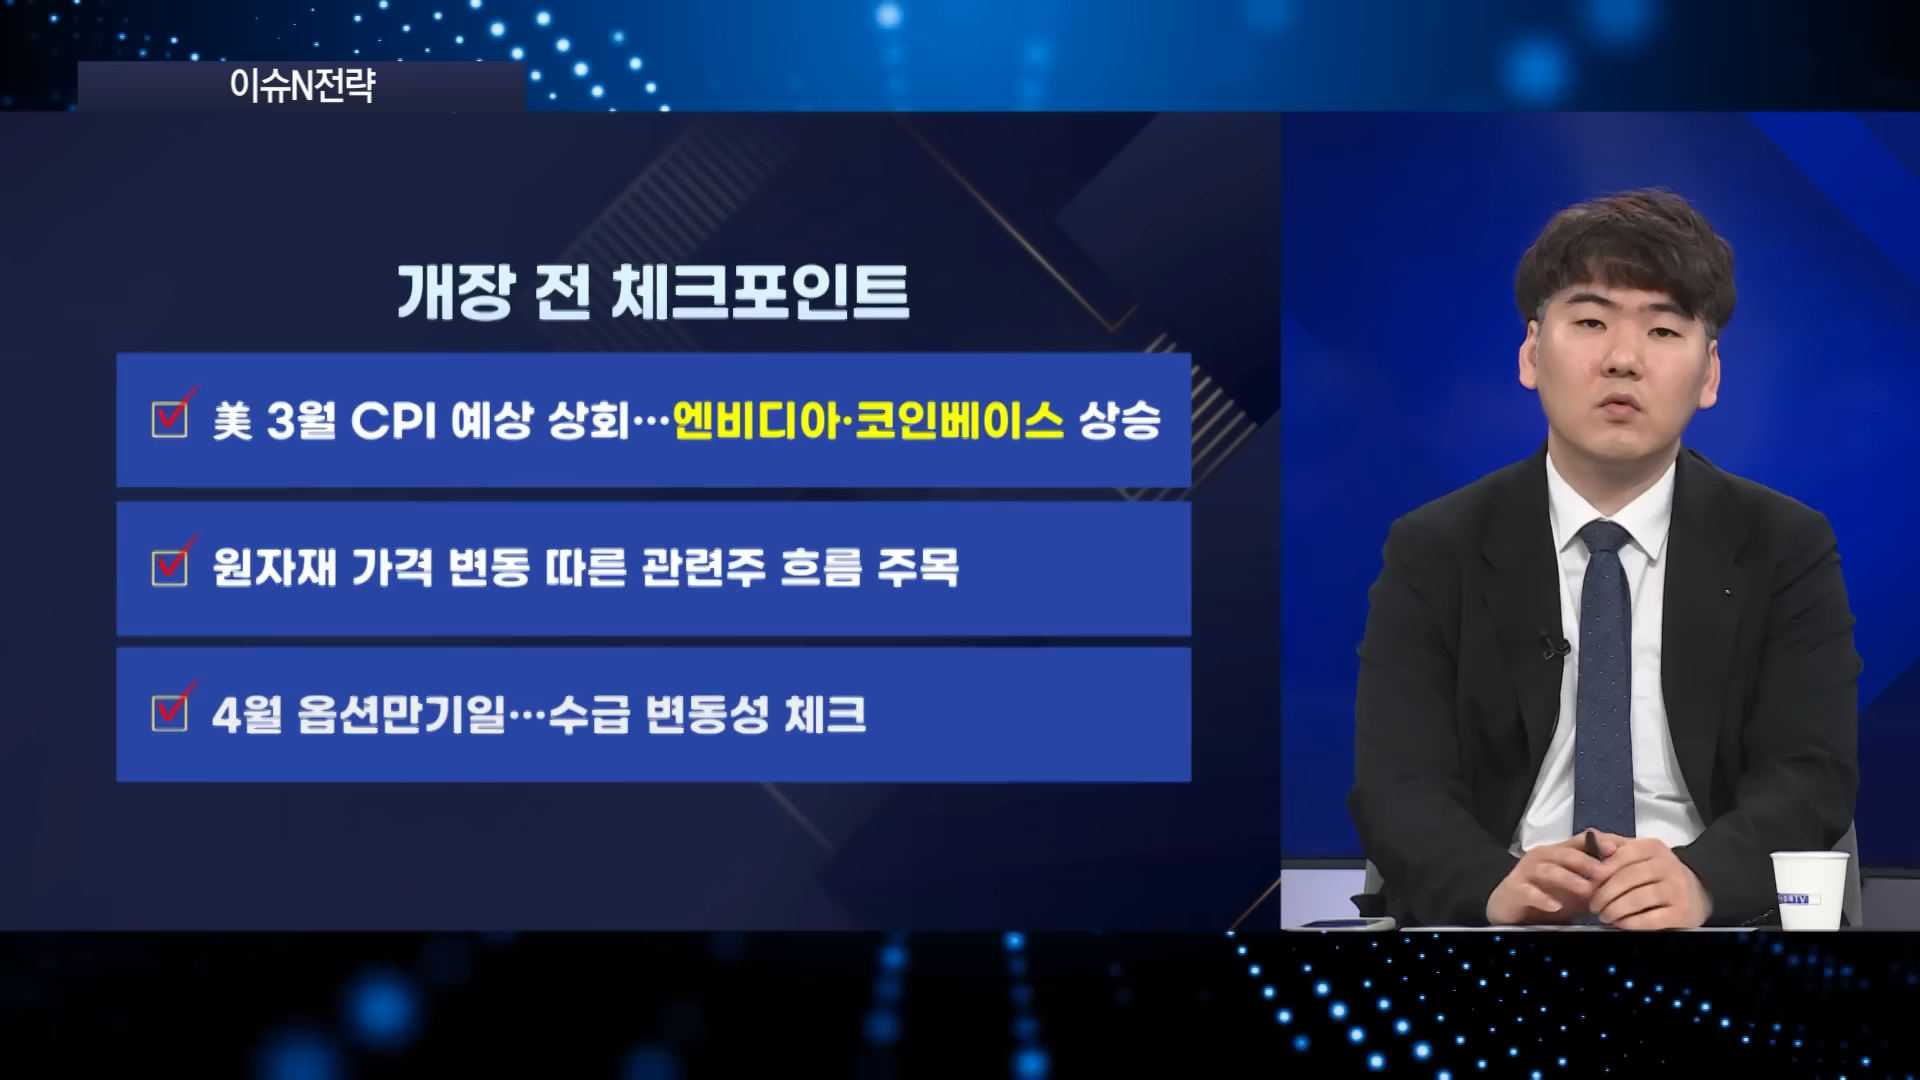 이슈N전략
개장 전 체크포인트
美 3월 CPI 예상 상회…엔비디아·코인베이스 상승
원자재 가격 변동 따른 관련주 흐름 주목
4월 옵션만기일…수급 변동성 체크